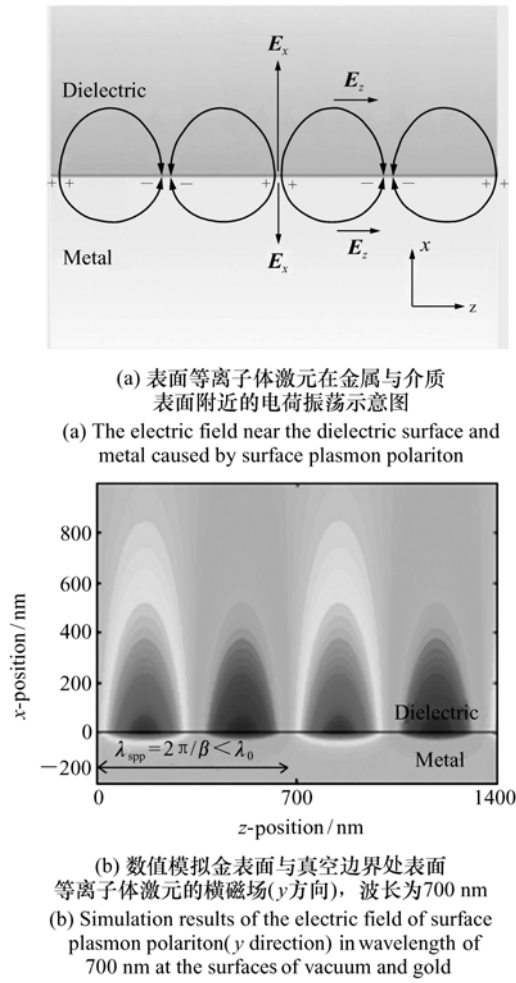 E_x
Dielectric
E_z
+ + − − + + − − + +
Metal
E_x
E_z
x
z
(a) 表面等离子体激元在金属与介质
表面附近的电荷振荡示意图
(a) The electric field near the dielectric surface and
metal caused by surface plasmon polariton
x-position/nm
800
600
400
200
0
−200
Dielectric
λspp=2π/β<λ0
Metal
0 700 1400
z-position/nm
(b) 数值模拟金表面与真空边界处表面
等离子体激元的横磁场(y方向)，波长为700 nm
(b) Simulation results of the electric field of surface
plasmon polariton(y direction) in wavelength of
700 nm at the surfaces of vacuum and gold